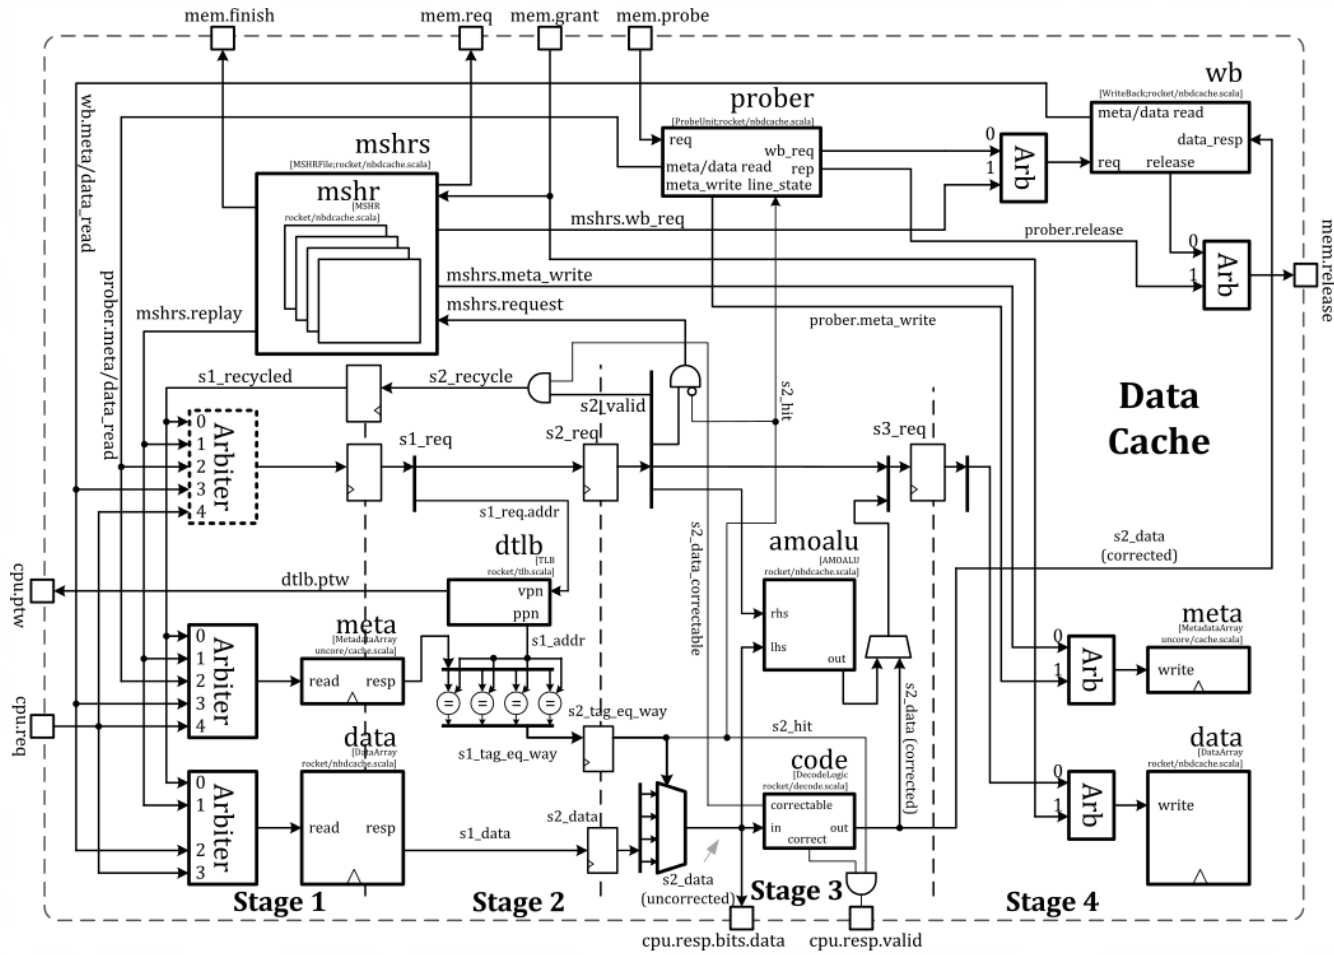 mem.finish
mem.req
mem.grant
mem.probe
wb
[WriteBack;rocket/nbdcache.scala]
meta/data read
data_resp
req
release
prober
[ProbeUnit;rocket/nbdcache.scala]
req
wb_req
meta/data read
rep
meta_write
line_state
0
1
Arb
mshrs
[MSHRFile;rocket/nbdcache.scala]
mshr
[MSHR
rocket/nbdcache.scala]
wb.meta/data_read
prober.meta/data_read
mshrs.wb_req
prober.release
0
1
Arb
mem.release
mshrs.meta_write
mshrs.request
mshrs.replay
prober.meta_write
s1_recycled
s2_recycle
s2_valid
s2_hit
Data
Cache
0
1
2
3
4
Arbiter
s1_req
s2_req
s3_req
s1_req.addr
s2_data_correctable
dtlb
[TLB
rocket/tlb.scala]
vpn
ppn
dtlb.ptw
cpu.ptw
s1_addr
amoalu
[AMOALU
rocket/nbdcache.scala]
rhs
lhs
out
s2_data
(corrected)
0
1
2
3
4
Arbiter
meta
[MetadataArray
uncore/cache.scala]
read
resp
=
=
=
=
cpu.req
s2_tag_eq_way
s1_tag_eq_way
s2_hit
s2_data (corrected)
0
1
Arb
meta
[MetadataArray
uncore/cache.scala]
write
0
1
2
3
Arbiter
data
[DataArray
rocket/nbdcache.scala]
read
resp
s1_data
s2_data
code
[DecodeLogic
rocket/decode.scala]
correctable
in
out
correct
s2_data
(uncorrected)
0
1
Arb
data
[DataArray
rocket/nbdcache.scala]
write
Stage 1
Stage 2
Stage 3
Stage 4
cpu.resp.bits.data
cpu.resp.valid